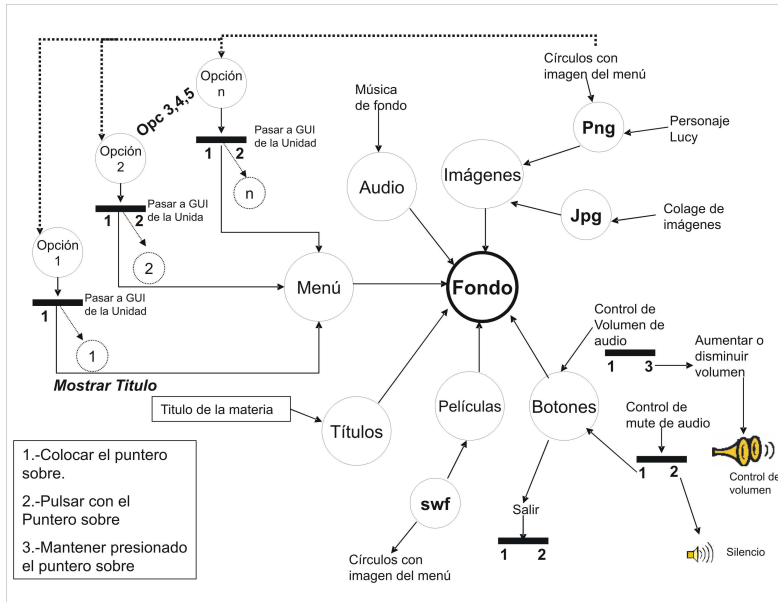 Opción
n
Opc 3,4,5
Pasar a GUI
de la Unidad
1 2
n
Opción
2
Pasar a GUI
de la Unida
1 2
2
Opción
1
Pasar a GUI
de la Unidad
1
1
Mostrar Titulo
Menú
Música
de fondo
Audio
Círculos con
imagen del menú
Png
Personaje
Lucy
Imágenes
Jpg
Colage de
imágenes
Fondo
Titulo de la materia
Títulos
Películas
swf
Círculos con
imagen del menú
Botones
Control de
Volumen de
audio
1 3
Aumentar o
disminuir
volumen
Control de
volumen
Control de
mute de audio
1 2
Silencio
Salir
1 2
1.-Colocar el puntero
sobre.
2.-Pulsar con el
Puntero sobre
3.-Mantener presionado
el puntero sobre